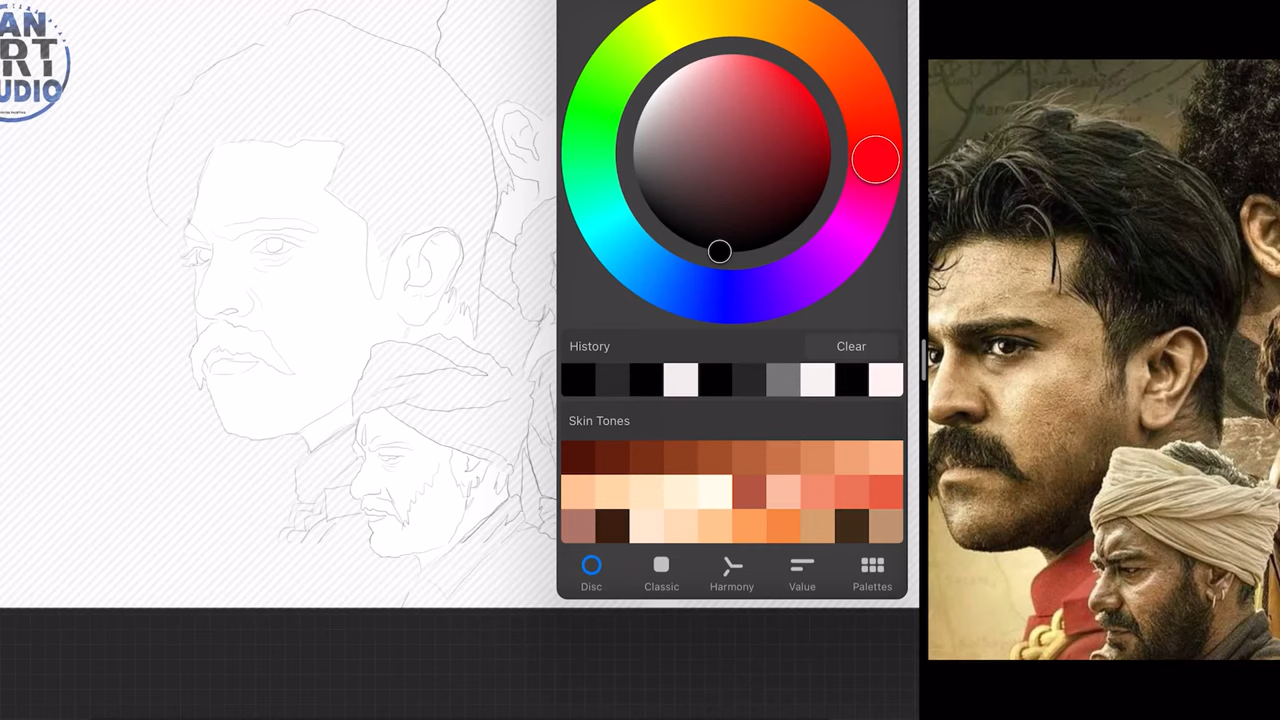 AN
RT
UDIO
History
Clear
Skin Tones
Disc
Classic
Harmony
Value
Palettes